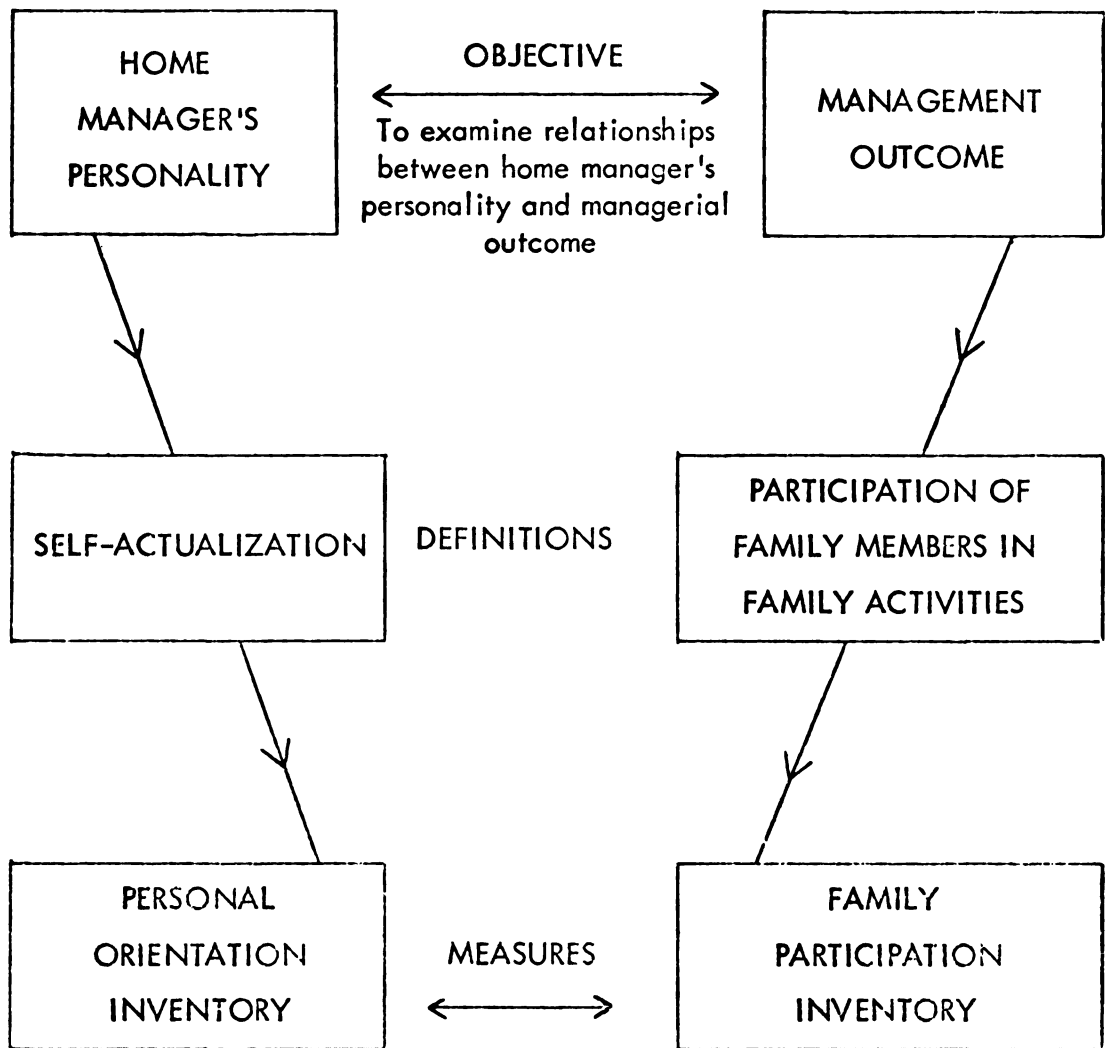 HOME
MANAGER'S
PERSONALITY
OBJECTIVE
To examine relationships
between home manager's
personality and managerial
outcome
MANAGEMENT
OUTCOME
SELF-ACTUALIZATION
DEFINITIONS
PARTICIPATION OF
FAMILY MEMBERS IN
FAMILY ACTIVITIES
PERSONAL
ORIENTATION
INVENTORY
MEASURES
FAMILY
PARTICIPATION
INVENTORY